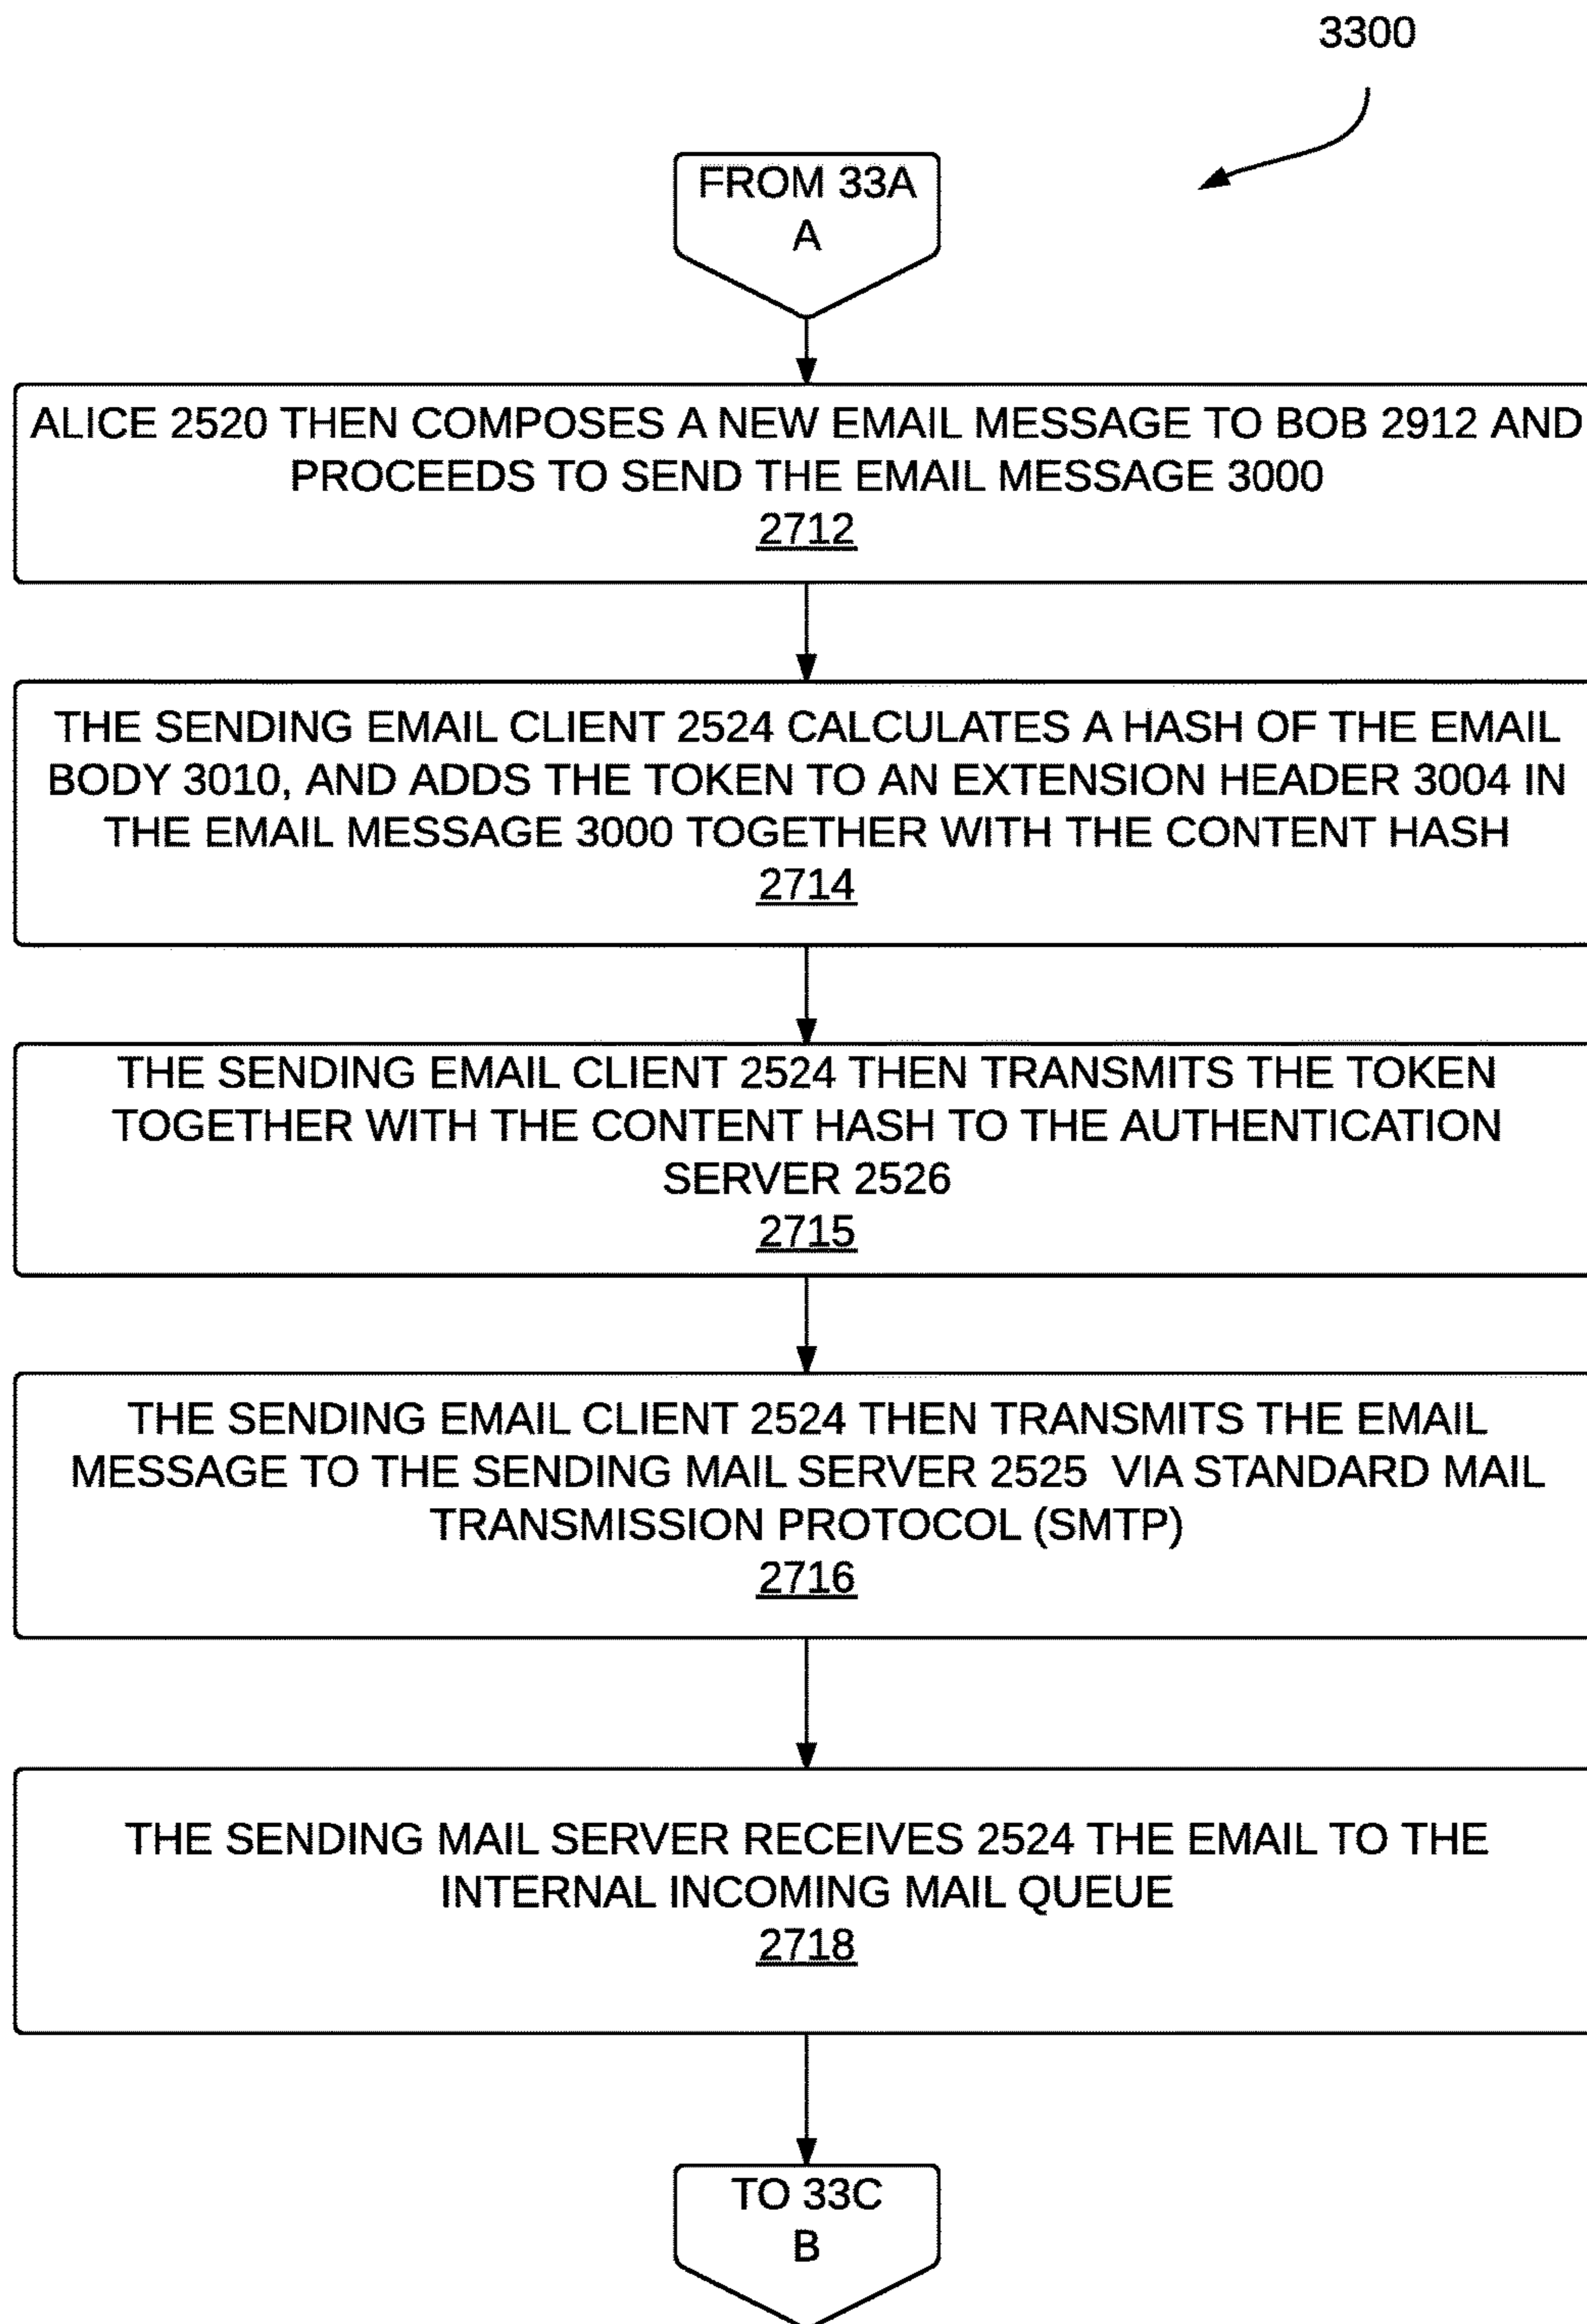 3300
FROM 33A
A
ALICE 2520 THEN COMPOSES A NEW EMAIL MESSAGE TO BOB 2912 AND
PROCEEDS TO SEND THE EMAIL MESSAGE 3000
2712
THE SENDING EMAIL CLIENT 2524 CALCULATES A HASH OF THE EMAIL
BODY 3010, AND ADDS THE TOKEN TO AN EXTENSION HEADER 3004 IN
THE EMAIL MESSAGE 3000 TOGETHER WITH THE CONTENT HASH
2714
THE SENDING EMAIL CLIENT 2524 THEN TRANSMITS THE TOKEN
TOGETHER WITH THE CONTENT HASH TO THE AUTHENTICATION
SERVER 2526
2715
THE SENDING EMAIL CLIENT 2524 THEN TRANSMITS THE EMAIL
MESSAGE TO THE SENDING MAIL SERVER 2525 VIA STANDARD MAIL
TRANSMISSION PROTOCOL (SMTP)
2716
THE SENDING MAIL SERVER RECEIVES 2524 THE EMAIL TO THE
INTERNAL INCOMING MAIL QUEUE
2718
TO 33C
B